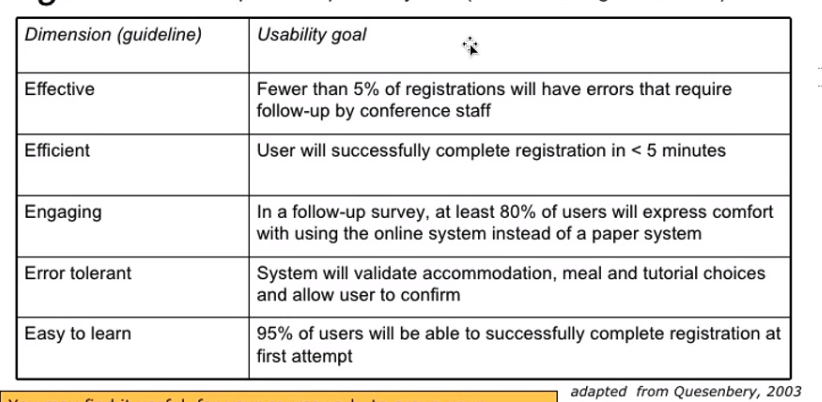 Dimension (guideline)
Usability goal
Effective
Fewer than 5% of registrations will have errors that require
follow-up by conference staff
Efficient
User will successfully complete registration in < 5 minutes
Engaging
In a follow-up survey, at least 80% of users will express comfort
with using the online system instead of a paper system
Error tolerant
System will validate accommodation, meal and tutorial choices
and allow user to confirm
Easy to learn
95% of users will be able to successfully complete registration at
first attempt
adapted from Quesenbery, 2003